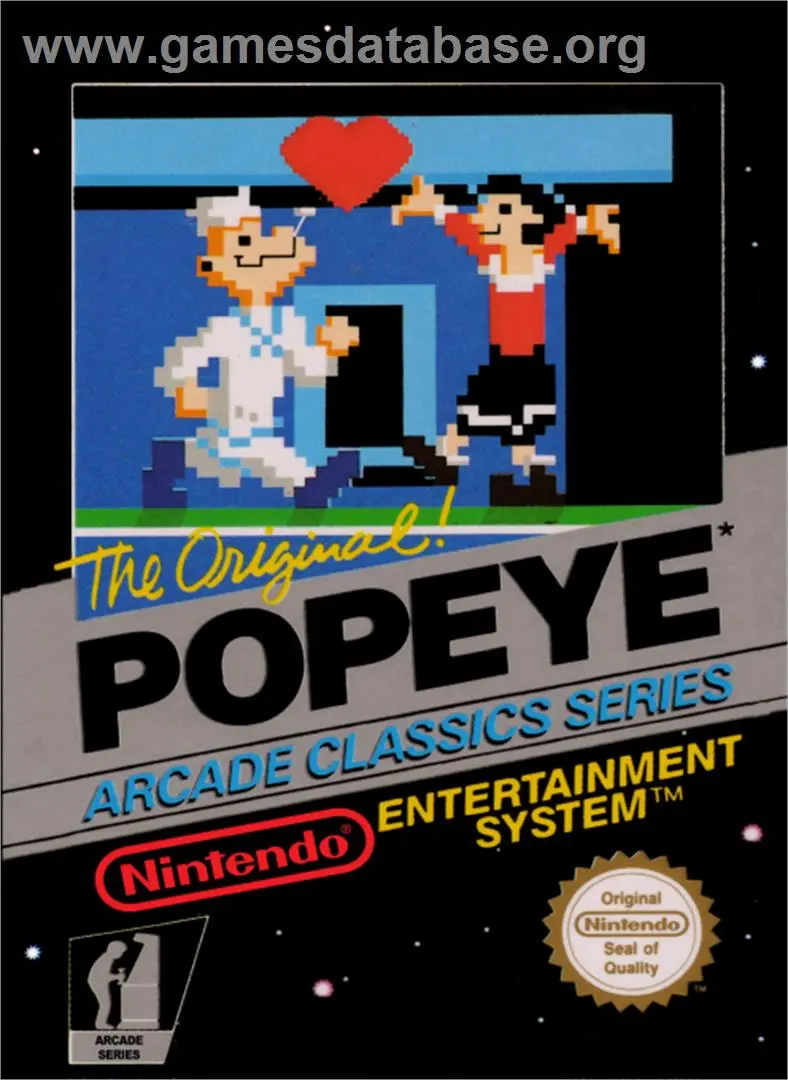 www.gamesdatabase.org
The Original!
POPEYE*
ARCADE CLASSICS SERIES
Nintendo®
ENTERTAINMENT
SYSTEM™
Original
Nintendo
Seal of
Quality
TM
ARCADE
SERIES